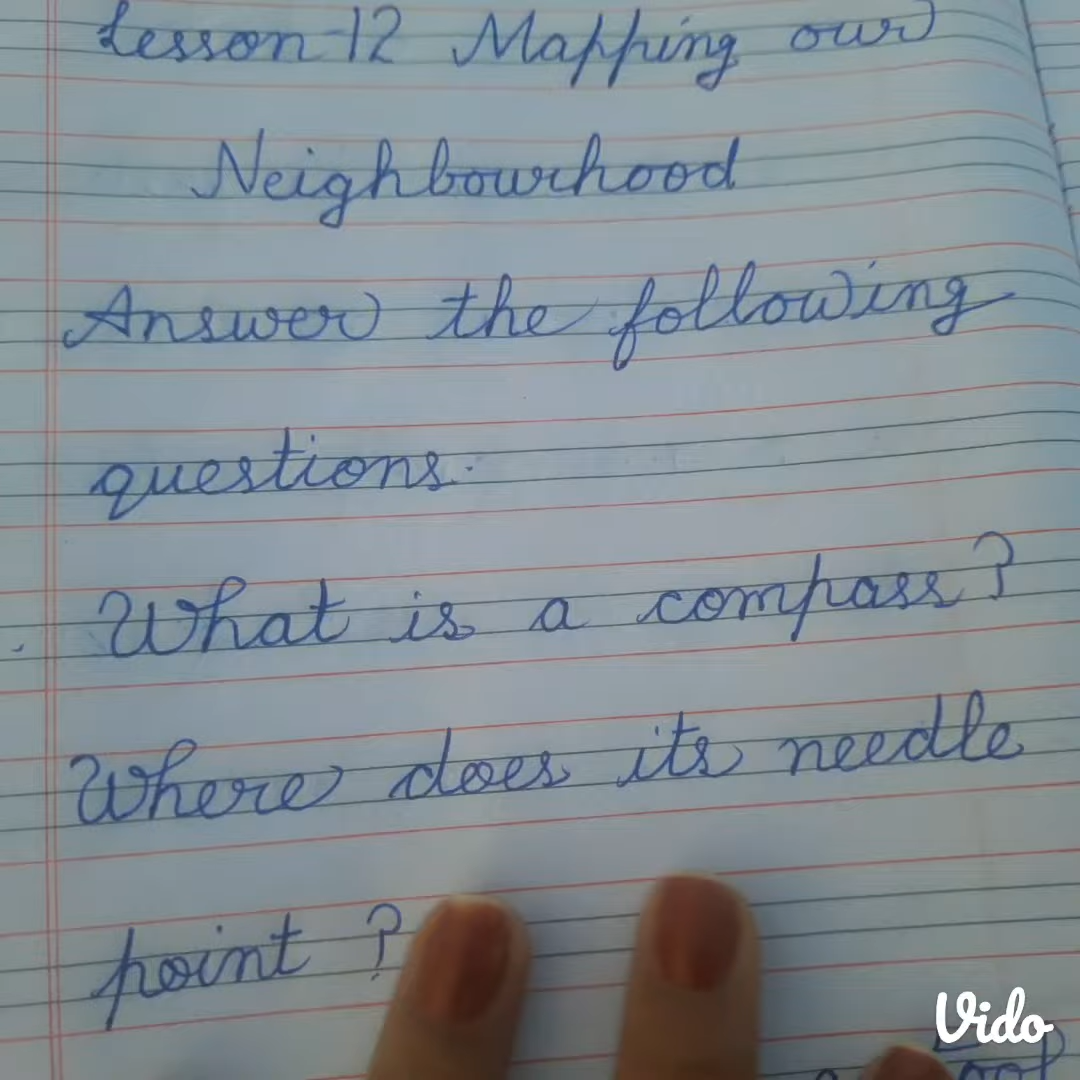 Lesson-12 Mapping our
Neighbourhood
Answer the following
questions.
What is a compass?
Where does its needle
point?
Vido